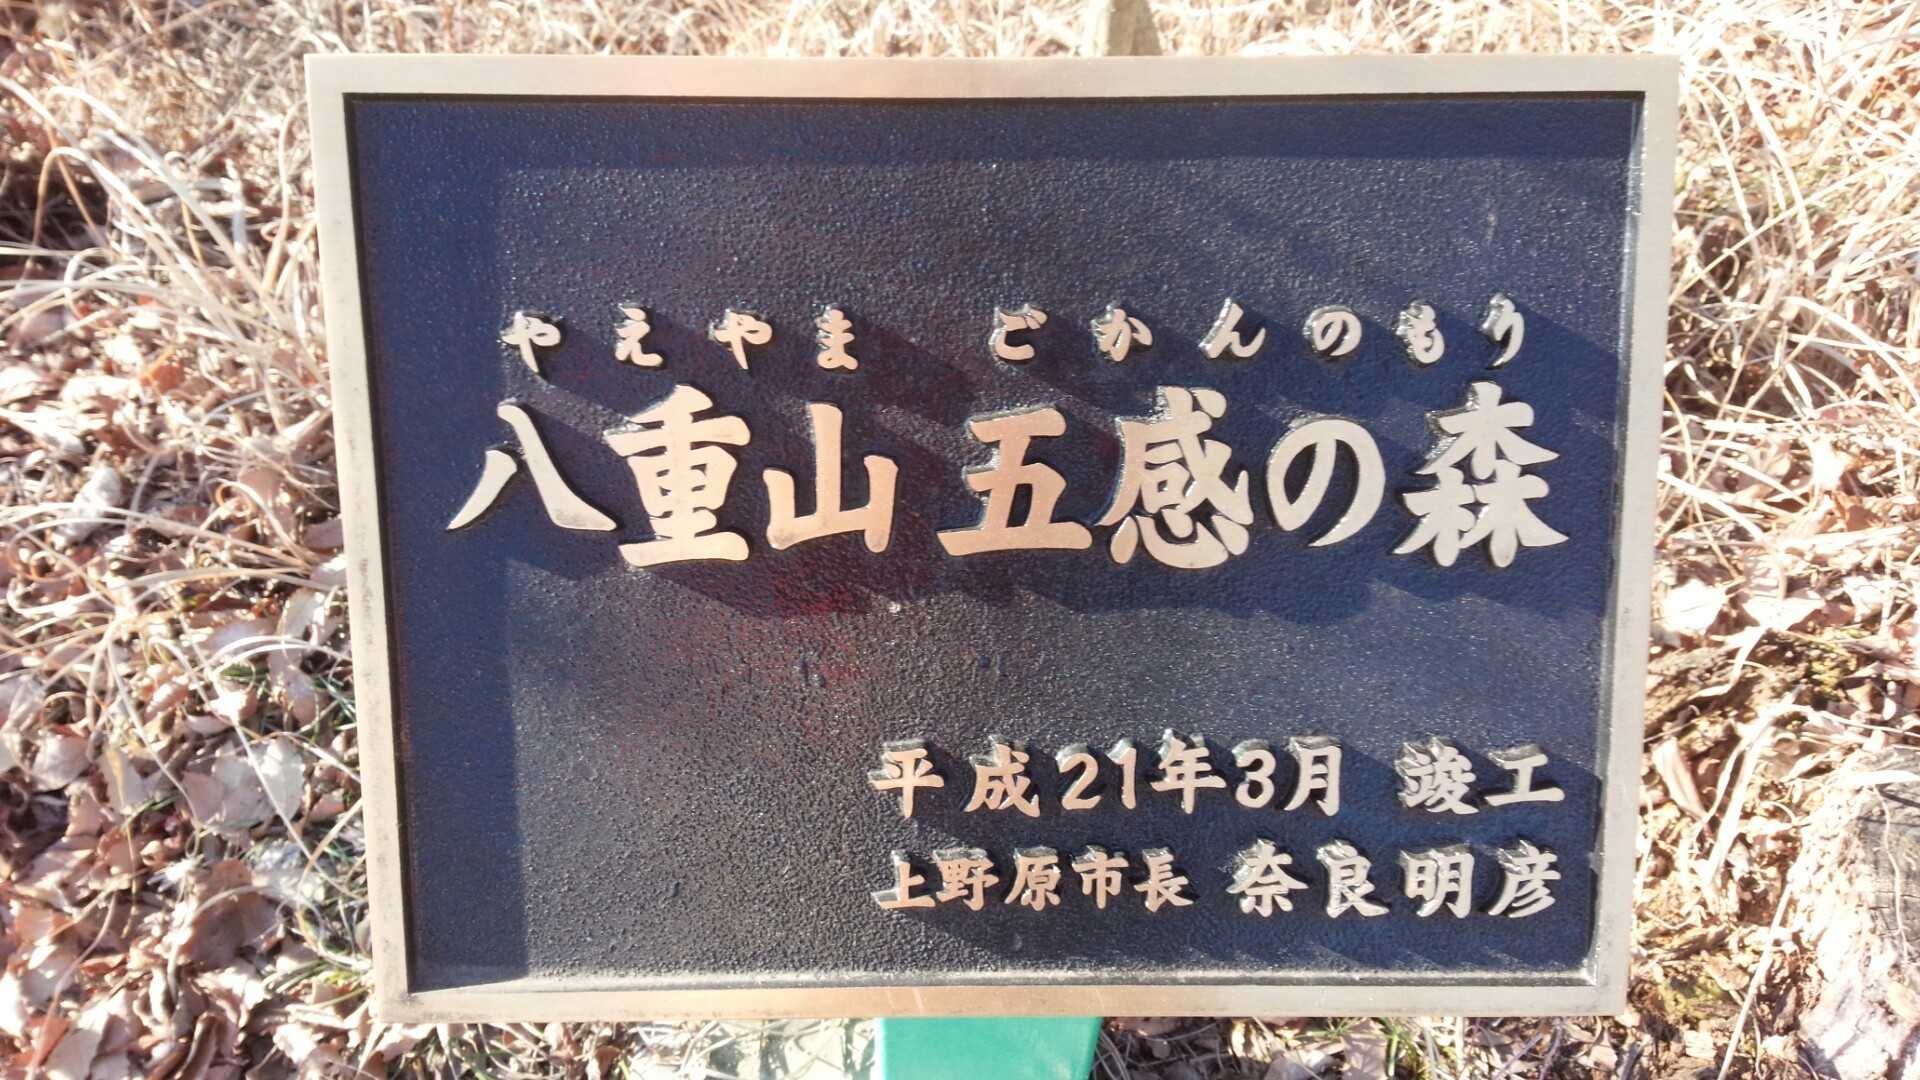 やえやま ごかんのもり
八重山 五感の森
平成21年3月 竣工
上野原市長 奈良明彦